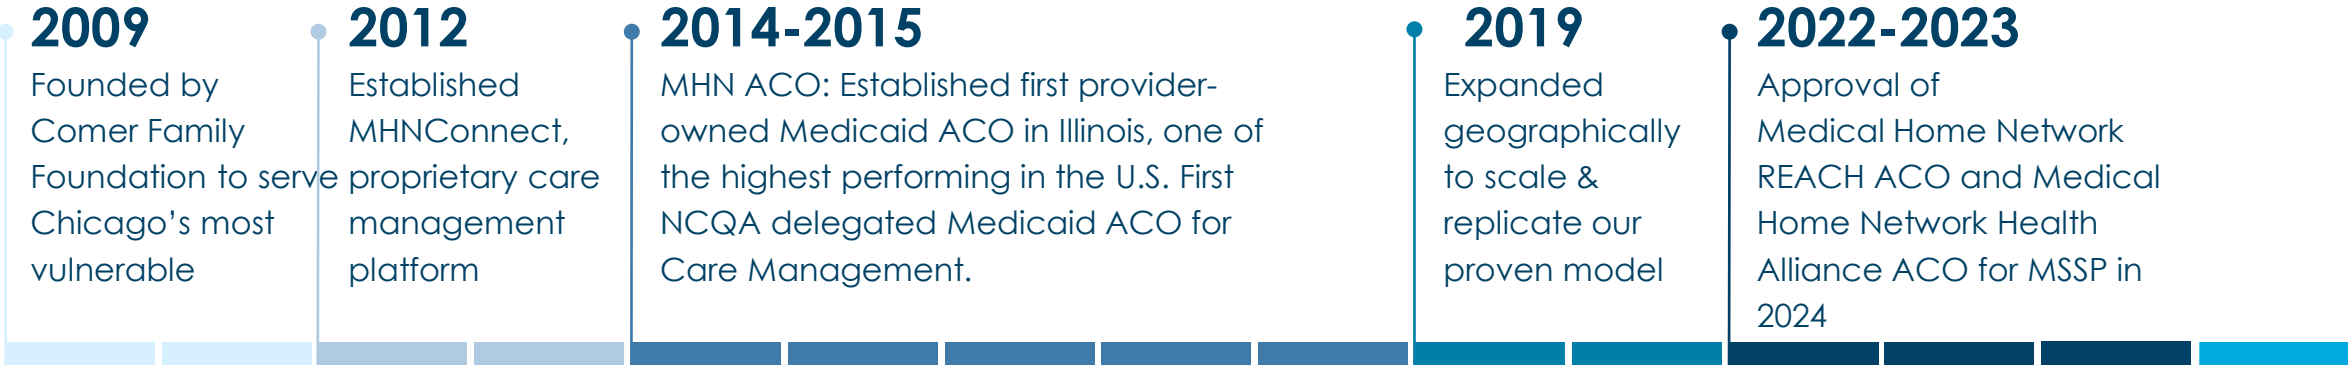 2009
Founded by
Comer Family
Foundation to serve
Chicago’s most
vulnerable
2012
Established
MHNConnect,
proprietary care
management
platform
2014-2015
MHN ACO: Established first provider-
owned Medicaid ACO in Illinois, one of
the highest performing in the U.S. First
NCQA delegated Medicaid ACO for
Care Management.
2019
Expanded
geographically
to scale &
replicate our
proven model
2022-2023
Approval of
Medical Home Network
REACH ACO and Medical
Home Network Health
Alliance ACO for MSSP in
2024